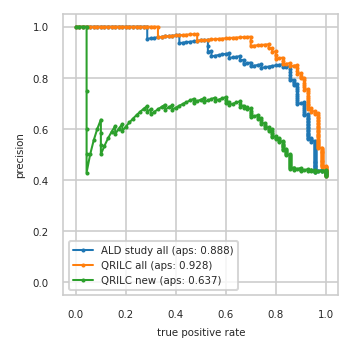 1.0
0.8
0.6
0.4
0.2
0.0
precision
ALD study all (aps: 0.888)
QRILC all (aps: 0.928)
QRILC new (aps: 0.637)
0.0 0.2 0.4 0.6 0.8 1.0
true positive rate